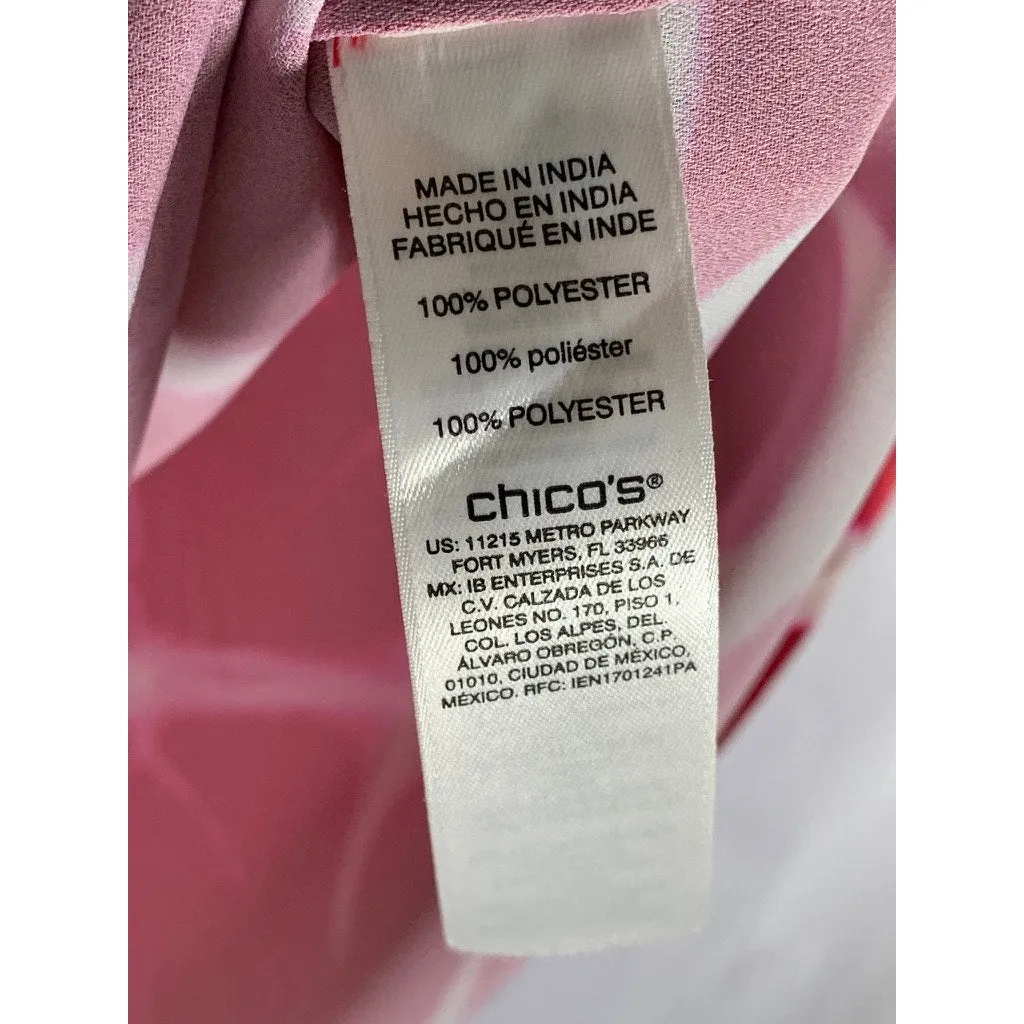 MADE IN INDIA
HECHO EN INDIA
FABRIQUÉ EN INDE
100% POLYESTER
100% poliéster
100% POLYESTER
chico's®
US: 11215 METRO PARKWAY
FORT MYERS, FL 33966
MX: IB ENTERPRISES S.A. DE
C.V. CALZADA DE LOS
LEONES NO. 170, PISO 1,
COL. LOS ALPES, DEL.
ÁLVARO OBREGÓN, C.P.
01010, CIUDAD DE MÉXICO,
MÉXICO. RFC: IEN1701241PA